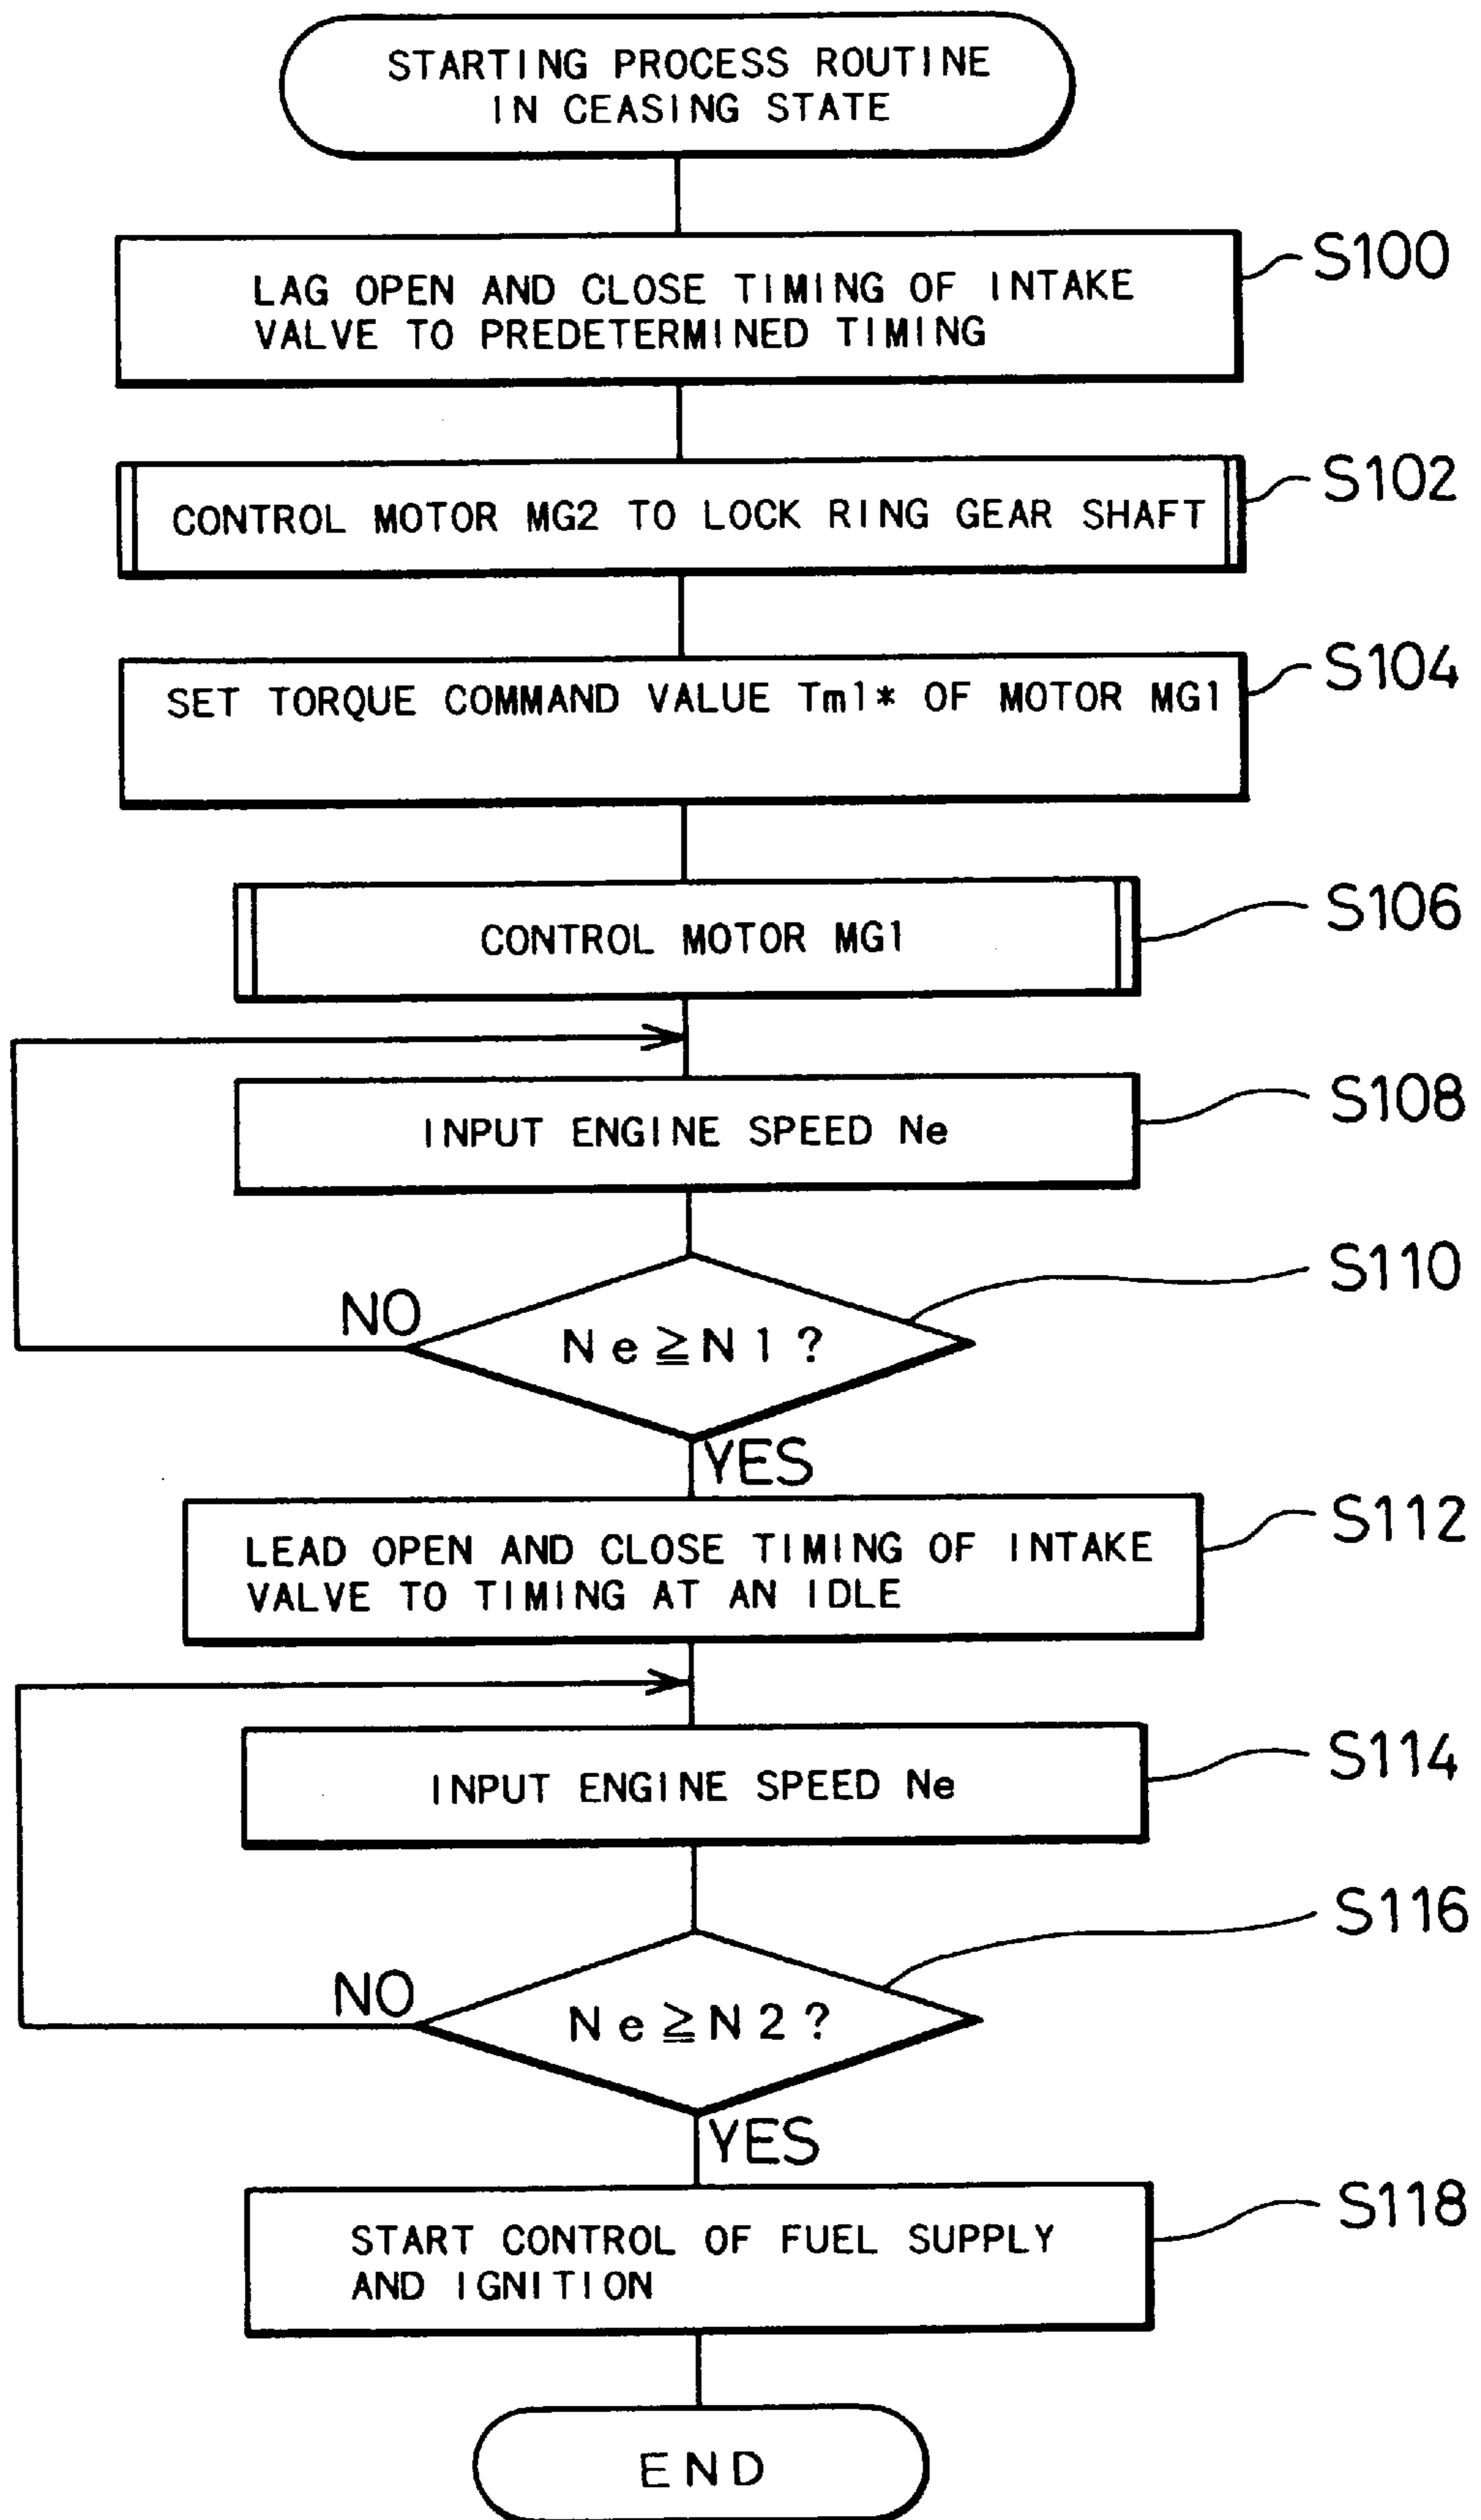 STARTING PROCESS ROUTINE
IN CEASING STATE
LAG OPEN AND CLOSE TIMING OF INTAKE
VALVE TO PREDETERMINED TIMING
S100
CONTROL MOTOR MG2 TO LOCK RING GEAR SHAFT
S102
SET TORQUE COMMAND VALUE Tm1* OF MOTOR MG1
S104
CONTROL MOTOR MG1
S106
INPUT ENGINE SPEED Ne
S108
Ne≧N1?
S110
NO
YES
LEAD OPEN AND CLOSE TIMING OF INTAKE
VALVE TO TIMING AT AN IDLE
S112
INPUT ENGINE SPEED Ne
S114
Ne≧N2?
S116
NO
YES
START CONTROL OF FUEL SUPPLY
AND IGNITION
S118
END